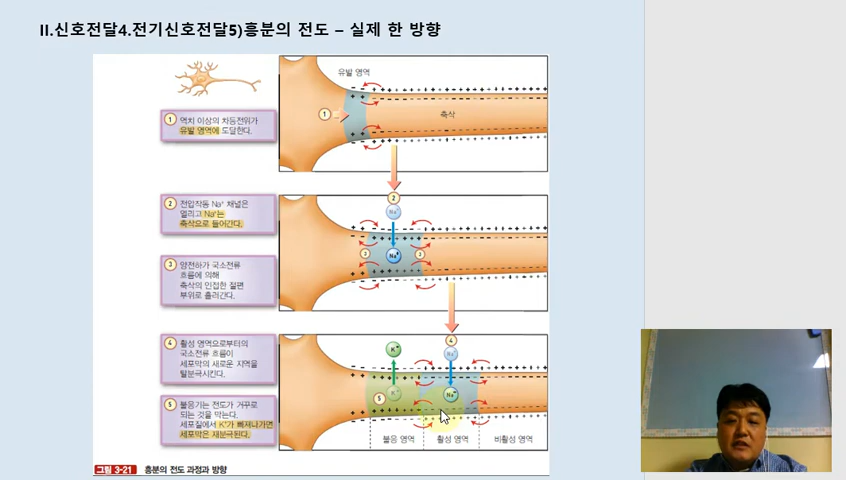 II.신호전달4.전기신호전달5)흥분의 전도 – 실제 한 방향
유발 영역
1
축삭
1 역치 이상의 차등전위가
유발 영역에 도달한다.
2
Na⁺
2 전압작동 Na⁺ 채널은
열리고 Na⁺는
축삭으로 들어간다.
3
Na⁺
3
3 양전하가 국소전류
흐름에 의해
축삭의 인접한 절편
부위로 흘러간다.
4
Na⁺
K⁺
4 활성 영역으로부터의
국소전류 흐름이
세포막의 새로운 지역을
탈분극시킨다.
5
K⁺
Na⁺
5 불응기는 전도가 거꾸로
되는 것을 막는다.
세포질에서 K⁺가 빠져나가면
세포막은 재분극된다.
불응 영역
활성 영역
비활성 영역
그림 3-21 흥분의 전도 과정과 방향